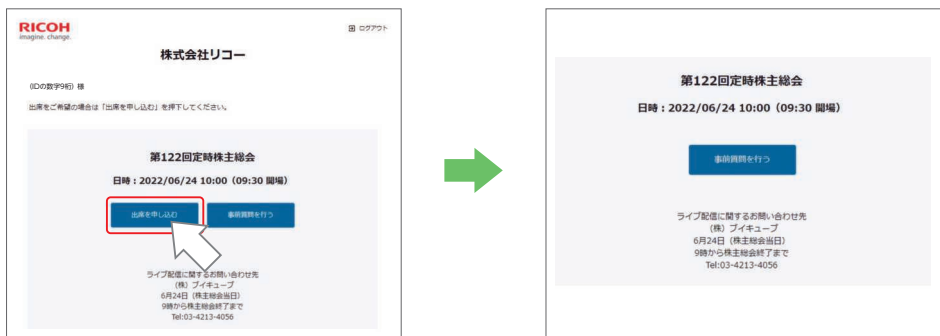 RICOH
imagine. change.
ログアウト
株式会社リコー
(IDの数字9桁) 様
出席をご希望の場合は「出席を申し込む」を押下してください。
第122回定時株主総会
日時：2022/06/24 10:00（09:30 開場）
出席を申し込む
事前質問を行う
ライブ配信に関するお問い合わせ先
（株）ブイキューブ
6月24日（株主総会当日）
9時から株主総会終了まで
Tel:03-4213-4056
第122回定時株主総会
日時：2022/06/24 10:00（09:30 開場）
事前質問を行う
ライブ配信に関するお問い合わせ先
（株）ブイキューブ
6月24日（株主総会当日）
9時から株主総会終了まで
Tel:03-4213-4056